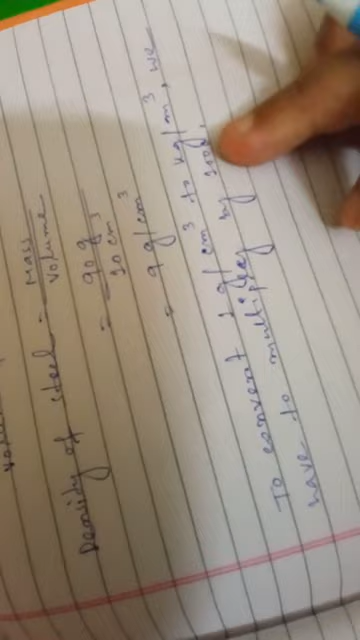 Density of steel = Mass
Volume
= 90 g
10 cm³
= 9 g/cm³
To convert 1 g/cm³ to kg/m³, we
have to multiply by 1000.